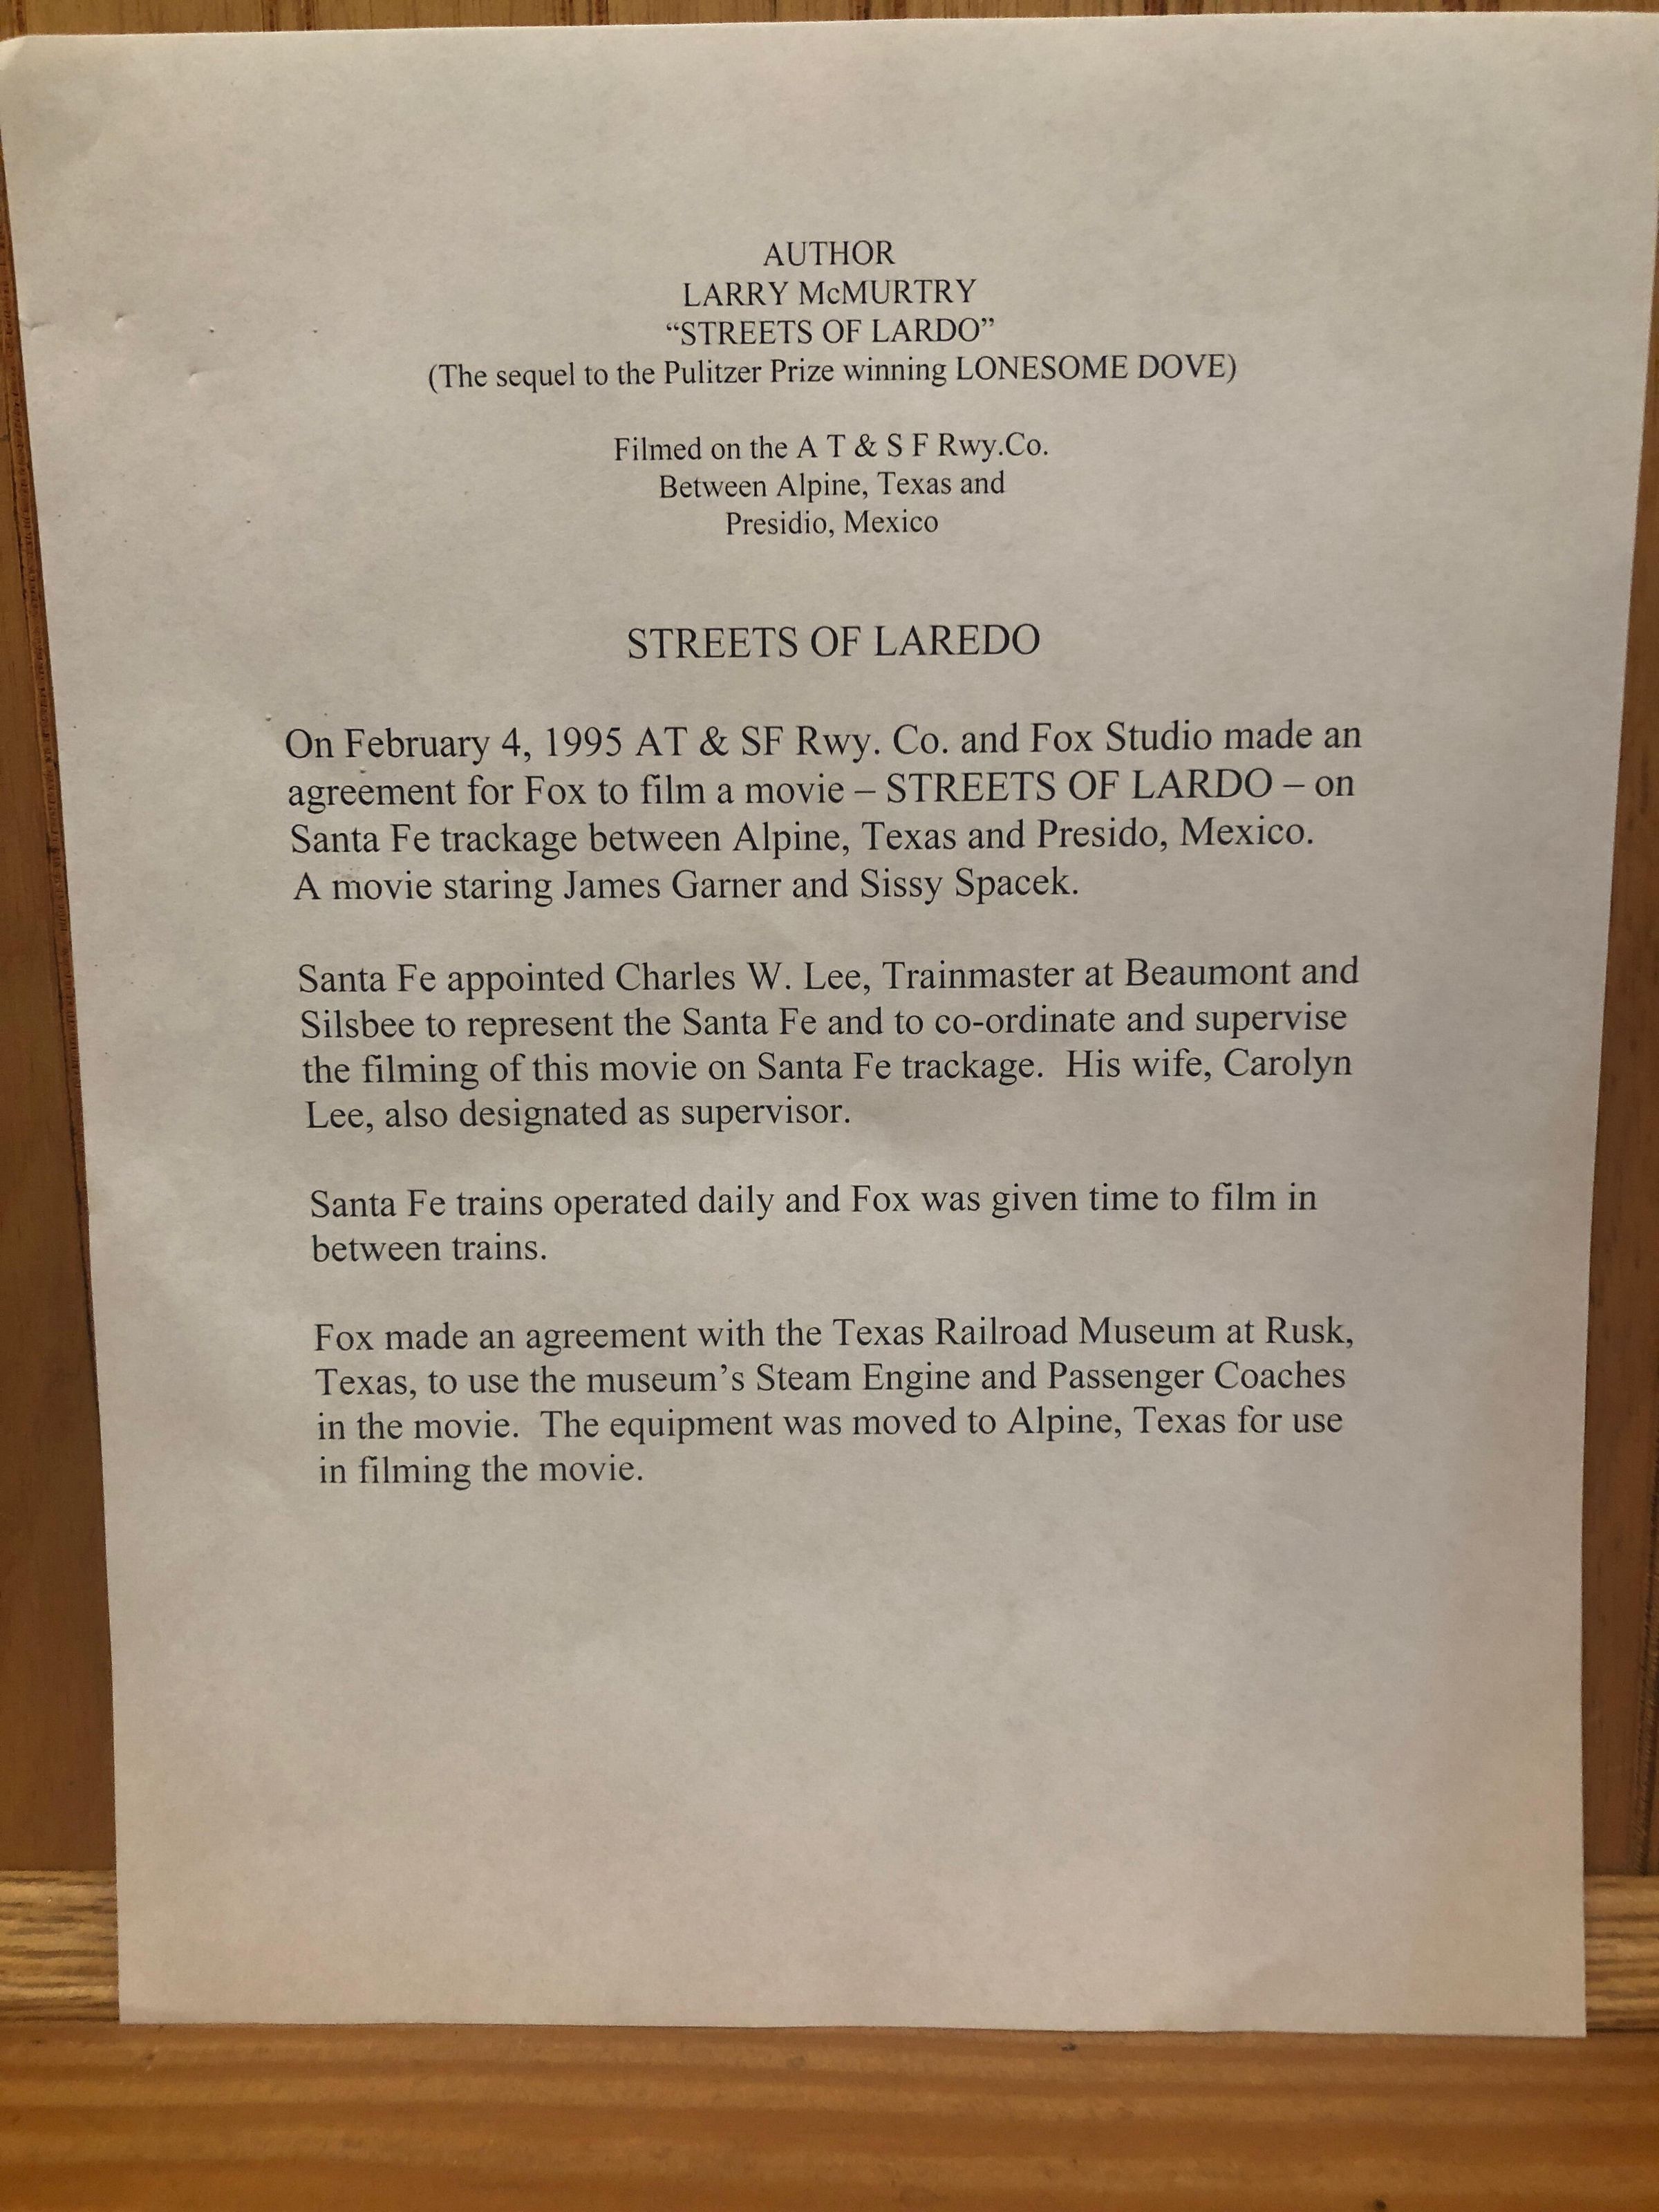 AUTHOR
LARRY McMURTRY
“STREETS OF LARDO”
(The sequel to the Pulitzer Prize winning LONESOME DOVE)
Filmed on the A T & S F Rwy.Co.
Between Alpine, Texas and
Presidio, Mexico
STREETS OF LAREDO
On February 4, 1995 AT & SF Rwy. Co. and Fox Studio made an
agreement for Fox to film a movie – STREETS OF LARDO – on
Santa Fe trackage between Alpine, Texas and Presido, Mexico.
A movie staring James Garner and Sissy Spacek.
Santa Fe appointed Charles W. Lee, Trainmaster at Beaumont and
Silsbee to represent the Santa Fe and to co-ordinate and supervise
the filming of this movie on Santa Fe trackage.  His wife, Carolyn
Lee, also designated as supervisor.
Santa Fe trains operated daily and Fox was given time to film in
between trains.
Fox made an agreement with the Texas Railroad Museum at Rusk,
Texas, to use the museum’s Steam Engine and Passenger Coaches
in the movie.  The equipment was moved to Alpine, Texas for use
in filming the movie.